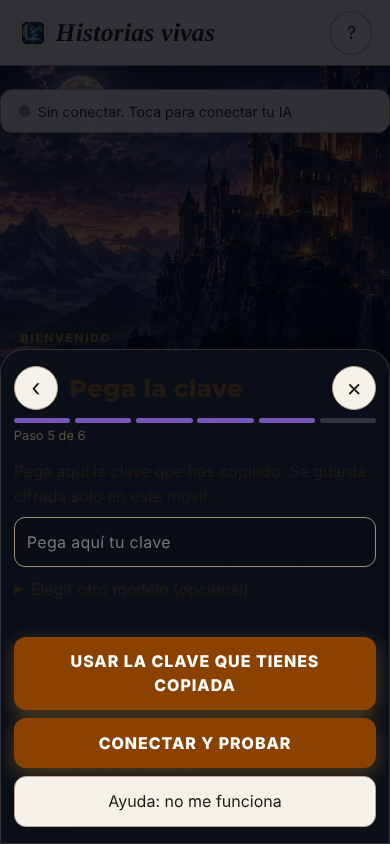 Historias vivas
?
Sin conectar. Toca para conectar tu IA
BIENVENIDO
‹
Pega la clave
×
Paso 5 de 6
Pega aquí la clave que has copiado. Se guarda
cifrada solo en este móvil.
Pega aquí tu clave
▶ Elegir otro modelo (opcional)
USAR LA CLAVE QUE TIENES
COPIADA
CONECTAR Y PROBAR
Ayuda: no me funciona